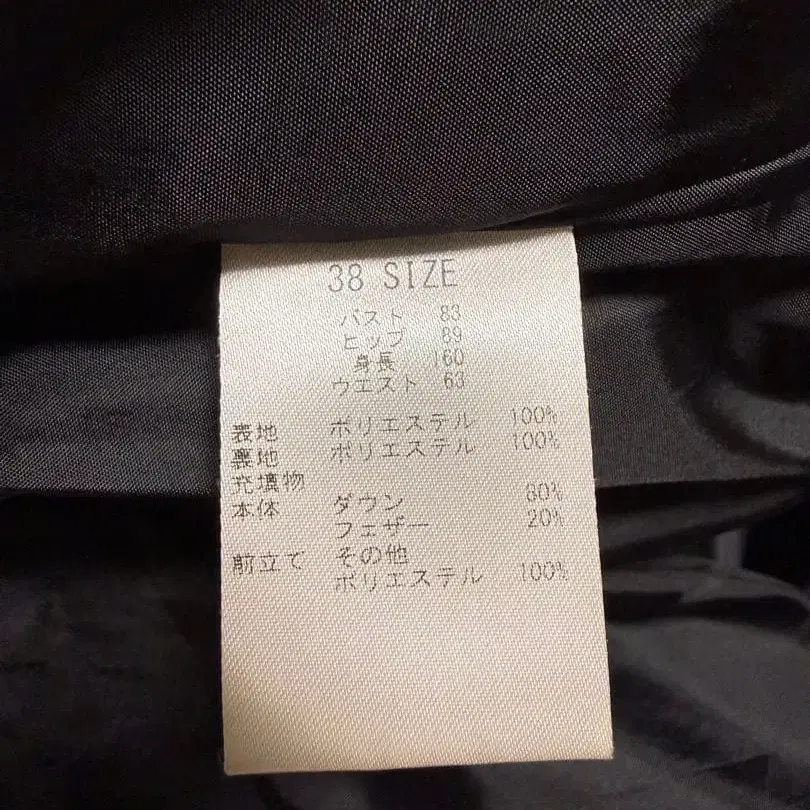 38 SIZE
バスト 83
ヒップ 89
身長 160
ウエスト 63
表地 ポリエステル 100%
裏地 ポリエステル 100%
充填物
本体 ダウン 80%
フェザー 20%
前立て その他
ポリエステル 100%